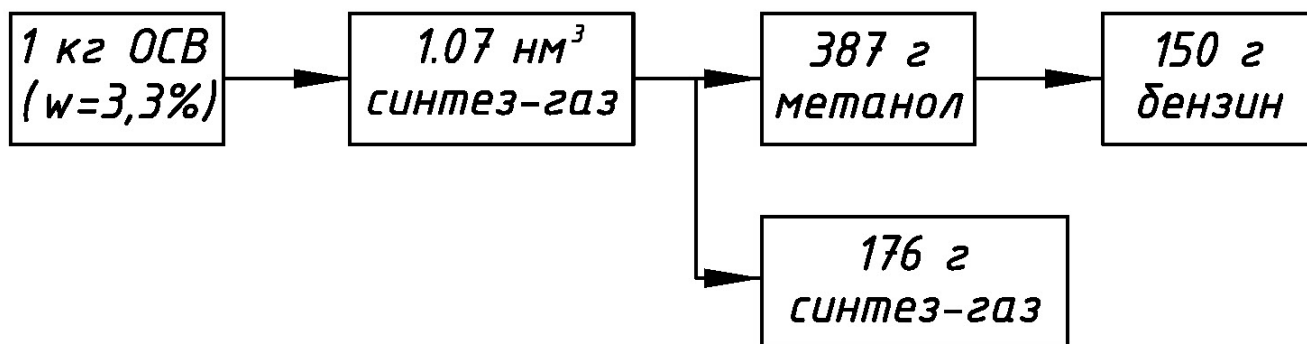 1 кг ОСВ
(w=3,3%)
1.07 нм³
синтез-газ
387 г
метанол
150 г
бензин
176 г
синтез-газ